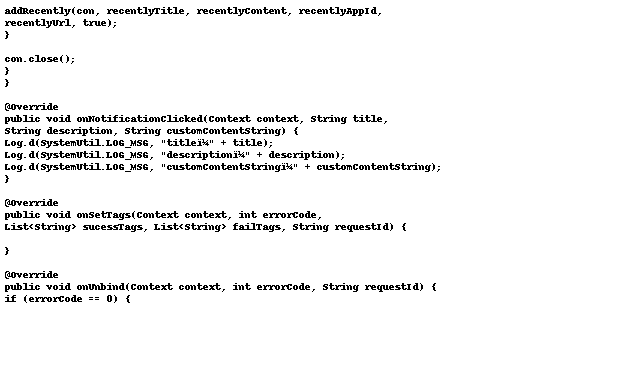 addRecently(con, recentlyTitle, recentlyContent, recentlyAppId,
recentlyUrl, true);
}
con.close();
}
}
@Override
public void onNotificationClicked(Context context, String title,
String description, String customContentString) {
Log.d(SystemUtil.LOG_MSG, "titleï¼" + title);
Log.d(SystemUtil.LOG_MSG, "descriptionï¼" + description);
Log.d(SystemUtil.LOG_MSG, "customContentStringï¼" + customContentString);
}
@Override
public void onSetTags(Context context, int errorCode,
List<String> sucessTags, List<String> failTags, String requestId) {
}
@Override
public void onUnbind(Context context, int errorCode, String requestId) {
if (errorCode == 0) {